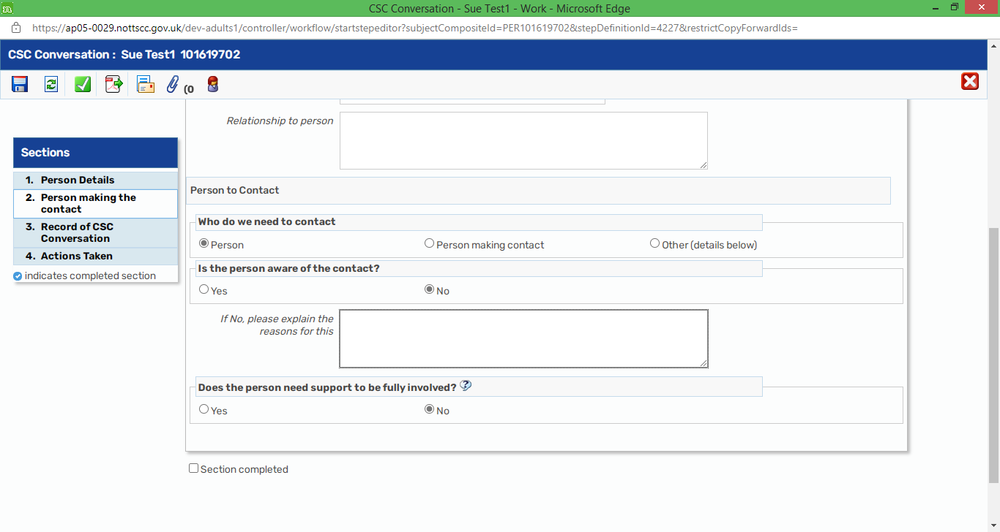 CSC Conversation - Sue Test1 - Work - Microsoft Edge
https://ap05-0029.nottscc.gov.uk/dev-adults1/controller/workflow/startstepeditor?subjectCompositeId=PER101619702&stepDefinitionId=4227&restrictCopyForwardIds=
CSC Conversation : Sue Test1 101619702
(0
Relationship to person
Sections
1. Person Details
2. Person making the
contact
3. Record of CSC
Conversation
4. Actions Taken
indicates completed section
Person to Contact
Who do we need to contact
Person Person making contact Other (details below)
Is the person aware of the contact?
Yes No
If No, please explain the
reasons for this
Does the person need support to be fully involved? ?
Yes No
Section completed